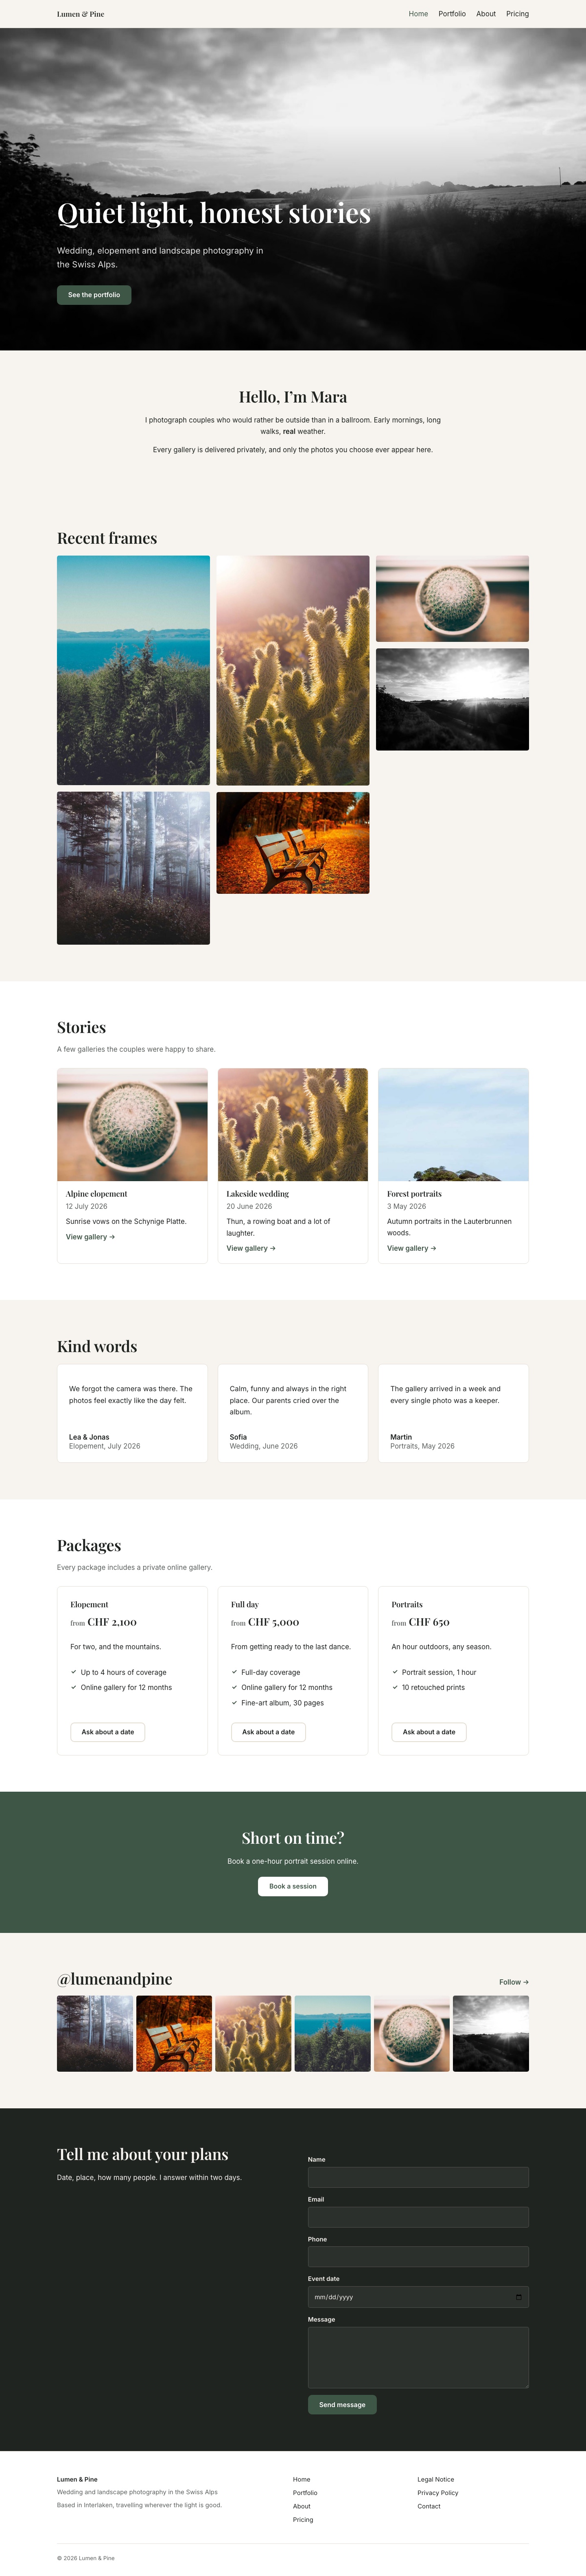 Lumen & Pine
Home Portfolio About Pricing
Quiet light, honest stories
Wedding, elopement and landscape photography in
the Swiss Alps.
See the portfolio
Hello, I’m Mara
I photograph couples who would rather be outside than in a ballroom. Early mornings, long
walks, real weather.
Every gallery is delivered privately, and only the photos you choose ever appear here.
Recent frames
Stories
A few galleries the couples were happy to share.
Alpine elopement
12 July 2026
Sunrise vows on the Schynige Platte.
View gallery →
Lakeside wedding
20 June 2026
Thun, a rowing boat and a lot of
laughter.
View gallery →
Forest portraits
3 May 2026
Autumn portraits in the Lauterbrunnen
woods.
View gallery →
Kind words
We forgot the camera was there. The
photos feel exactly like the day felt.
Lea & Jonas
Elopement, July 2026
Calm, funny and always in the right
place. Our parents cried over the
album.
Sofia
Wedding, June 2026
The gallery arrived in a week and
every single photo was a keeper.
Martin
Portraits, May 2026
Packages
Every package includes a private online gallery.
Elopement
from CHF 2,100
For two, and the mountains.
✓ Up to 4 hours of coverage
✓ Online gallery for 12 months
Ask about a date
Full day
from CHF 5,000
From getting ready to the last dance.
✓ Full-day coverage
✓ Online gallery for 12 months
✓ Fine-art album, 30 pages
Ask about a date
Portraits
from CHF 650
An hour outdoors, any season.
✓ Portrait session, 1 hour
✓ 10 retouched prints
Ask about a date
Short on time?
Book a one-hour portrait session online.
Book a session
@lumenandpine
Follow →
Tell me about your plans
Date, place, how many people. I answer within two days.
Name
Email
Phone
Event date
mm/dd/yyyy
Message
Send message
Lumen & Pine
Wedding and landscape photography in the Swiss Alps
Based in Interlaken, travelling wherever the light is good.
Home
Portfolio
About
Pricing
Legal Notice
Privacy Policy
Contact
© 2026 Lumen & Pine